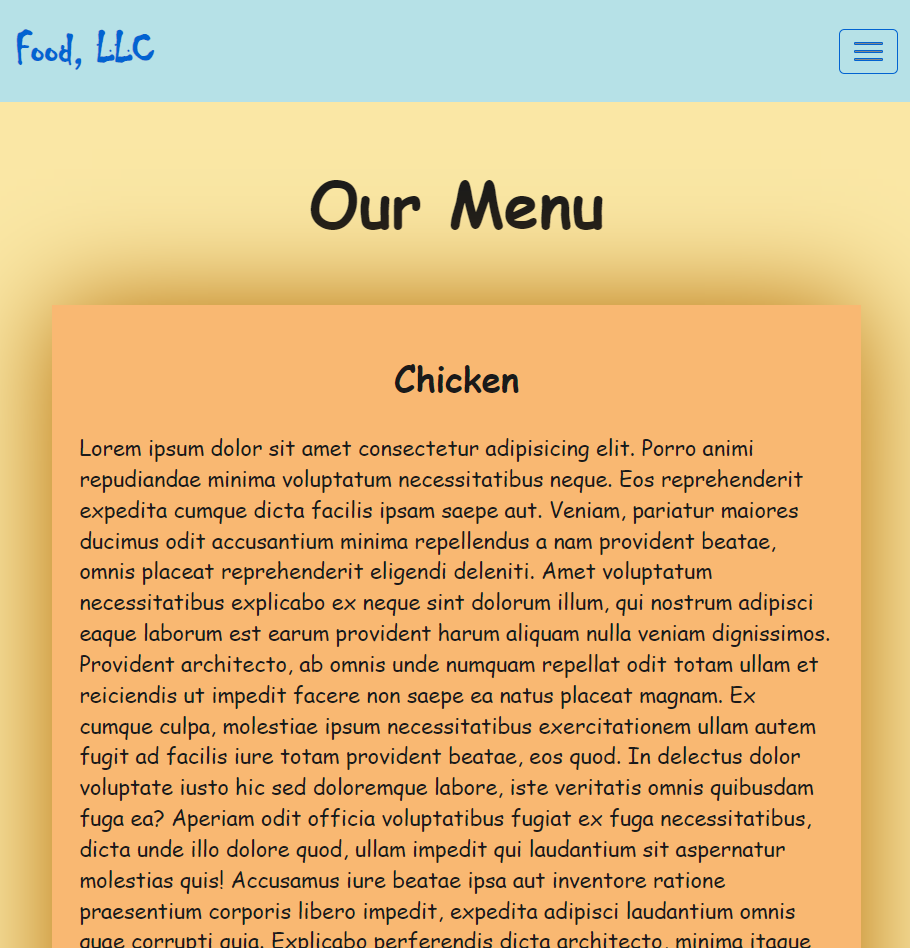 Food, LLC
Our Menu
Chicken
Lorem ipsum dolor sit amet consectetur adipisicing elit. Porro animi
repudiandae minima voluptatum necessitatibus neque. Eos reprehenderit
expedita cumque dicta facilis ipsam saepe aut. Veniam, pariatur maiores
ducimus odit accusantium minima repellendus a nam provident beatae,
omnis placeat reprehenderit eligendi deleniti. Amet voluptatum
necessitatibus explicabo ex neque sint dolorum illum, qui nostrum adipisci
eaque laborum est earum provident harum aliquam nulla veniam dignissimos.
Provident architecto, ab omnis unde numquam repellat odit totam ullam et
reiciendis ut impedit facere non saepe ea natus placeat magnam. Ex
cumque culpa, molestiae ipsum necessitatibus exercitationem ullam autem
fugit ad facilis iure totam provident beatae, eos quod. In delectus dolor
voluptate iusto hic sed doloremque labore, iste veritatis omnis quibusdam
fuga ea? Aperiam odit officia voluptatibus fugiat ex fuga necessitatibus,
dicta unde illo dolore quod, ullam impedit qui laudantium sit aspernatur
molestias quis! Accusamus iure beatae ipsa aut inventore ratione
praesentium corporis libero impedit, expedita adipisci laudantium omnis
quae corrupti quia. Explicabo perferendis dicta architecto, minima itaque